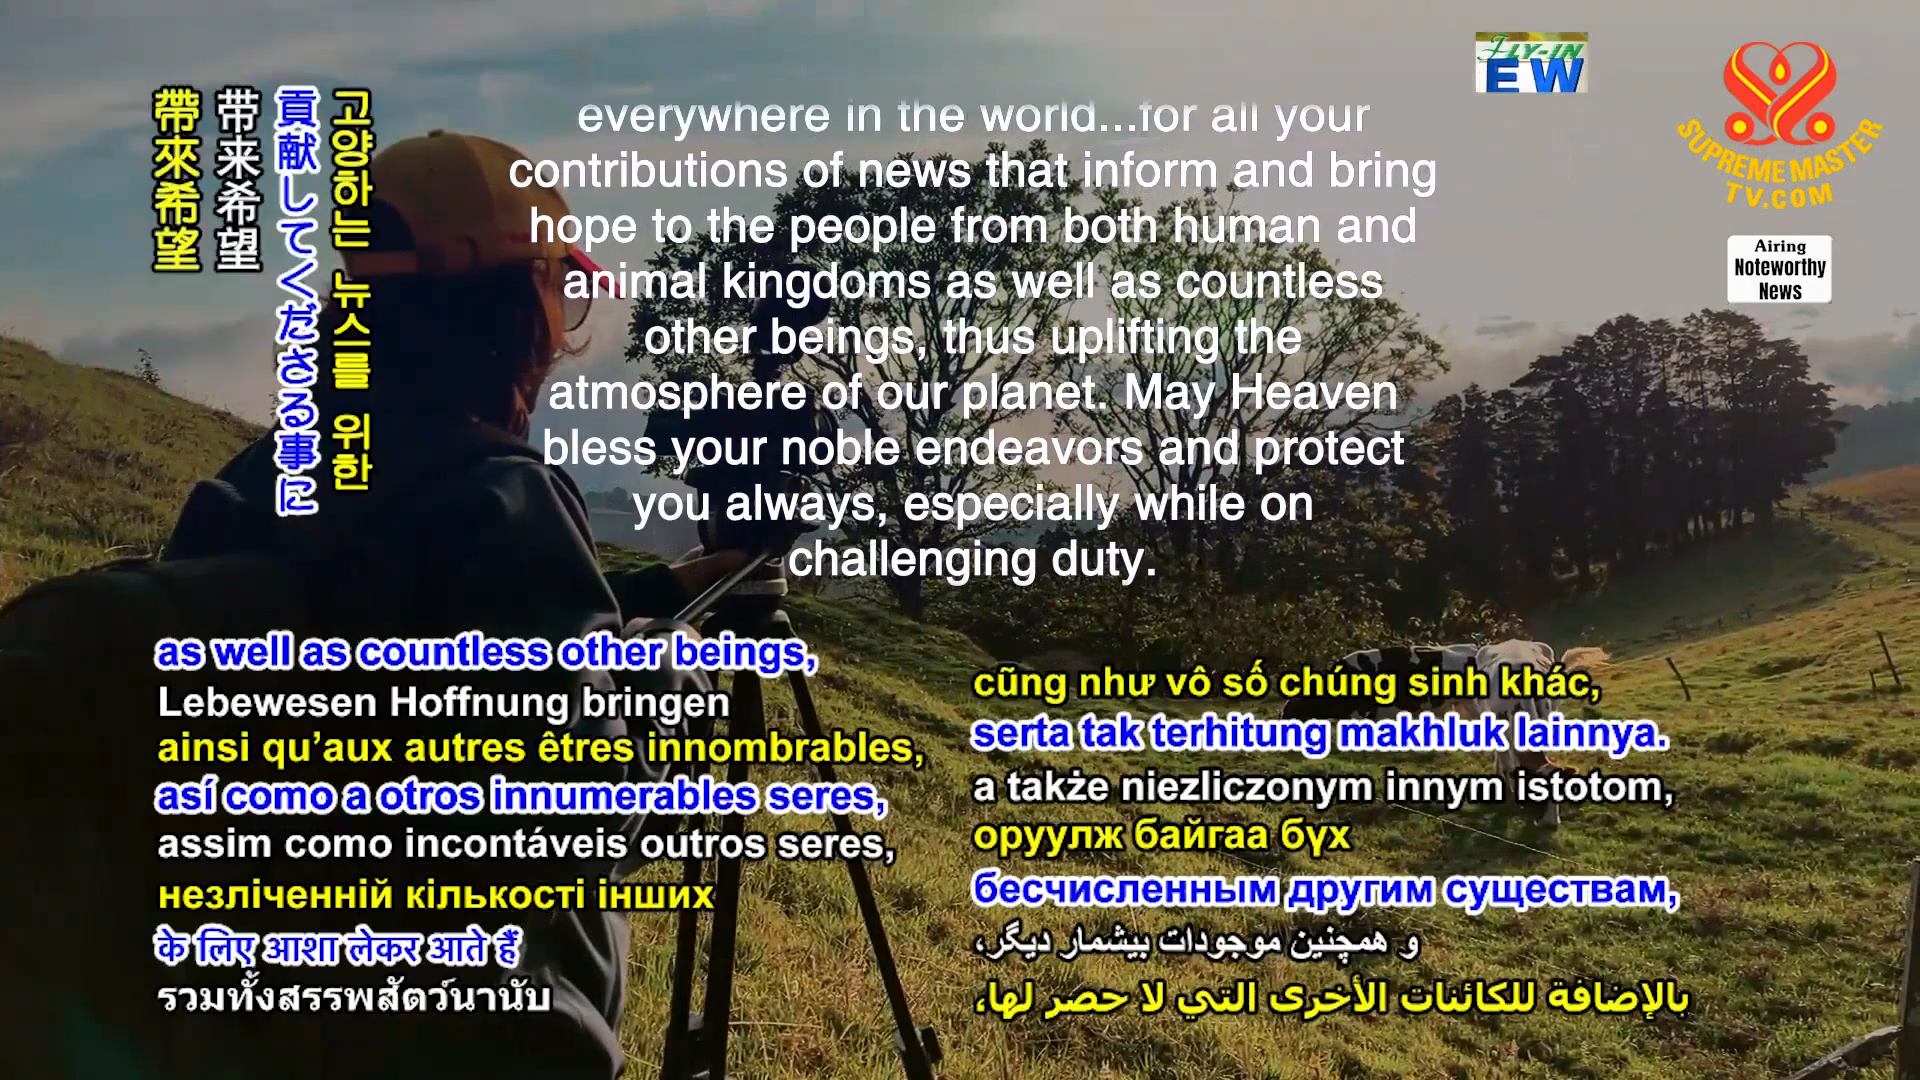 帶來希望
带来希望
貢献してくださる事に
고양하는 뉴스를 위한
everywhere in the world...for all your
contributions of news that inform and bring
hope to the people from both human and
animal kingdoms as well as countless
other beings, thus uplifting the
atmosphere of our planet. May Heaven
bless your noble endeavors and protect
you always, especially while on
challenging duty.
FLY-IN
EW
SUPREME MASTER
TV.COM
Airing
Noteworthy
News
as well as countless other beings,
Lebewesen Hoffnung bringen
ainsi qu’aux autres êtres innombrables,
así como a otros innumerables seres,
assim como incontáveis outros seres,
незліченній кількості інших
के लिए आशा लेकर आते हैं
รวมทั้งสรรพสัตว์นานับ
cũng như vô số chúng sinh khác,
serta tak terhitung makhluk lainnya.
a także niezliczonym innym istotom,
оруулж байгаа бүх
бесчисленным другим существам,
و همچنین موجودات بیشمار دیگر،
بالإضافة للكائنات الأخرى التي لا حصر لها،